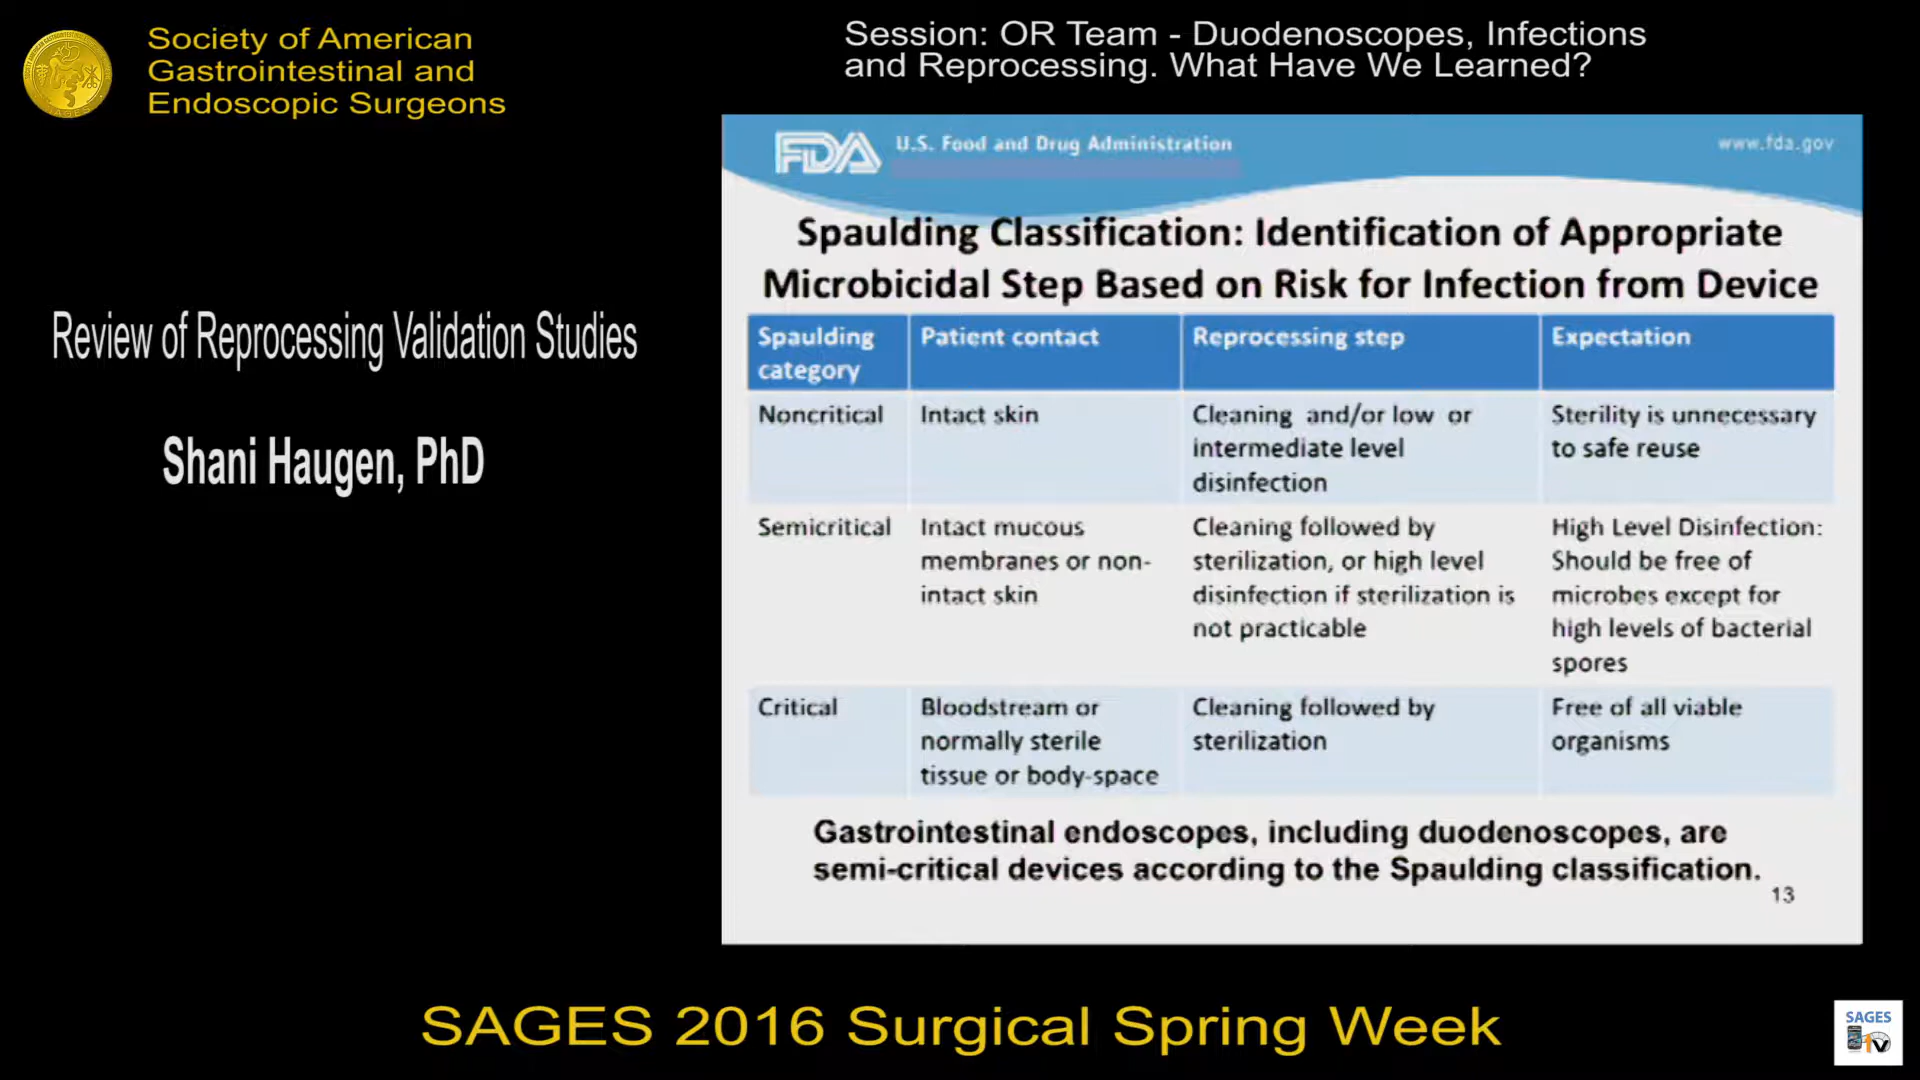 Society of American
Gastrointestinal and
Endoscopic Surgeons
Session: OR Team - Duodenoscopes, Infections
and Reprocessing. What Have We Learned?
Review of Reprocessing Validation Studies
Shani Haugen, PhD
FDA U.S. Food and Drug Administration
www.fda.gov
Spaulding Classification: Identification of Appropriate
Microbicidal Step Based on Risk for Infection from Device
Spaulding category
Patient contact
Reprocessing step
Expectation
Noncritical
Intact skin
Cleaning and/or low or
intermediate level
disinfection
Sterility is unnecessary
to safe reuse
Semicritical
Intact mucous
membranes or non-
intact skin
Cleaning followed by
sterilization, or high level
disinfection if sterilization is
not practicable
High Level Disinfection:
Should be free of
microbes except for
high levels of bacterial
spores
Critical
Bloodstream or
normally sterile
tissue or body-space
Cleaning followed by
sterilization
Free of all viable
organisms
Gastrointestinal endoscopes, including duodenoscopes, are
semi-critical devices according to the Spaulding classification.
13
SAGES 2016 Surgical Spring Week
SAGES
TV